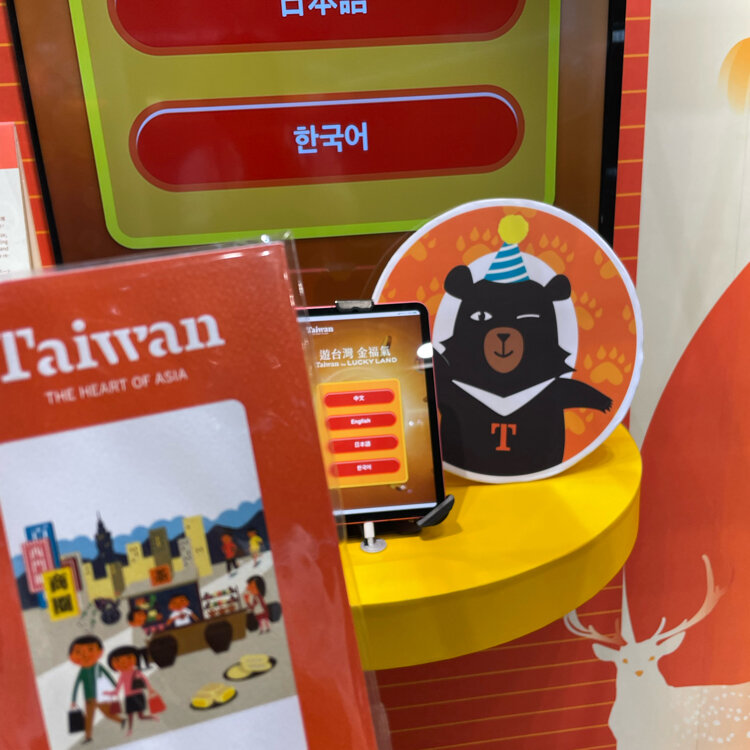 日本語
한국어
Taiwan
THE HEART OF ASIA
Taiwan
遊台灣 金福氣
Taiwan the LUCKY LAND
中文
English
日本語
한국어
T